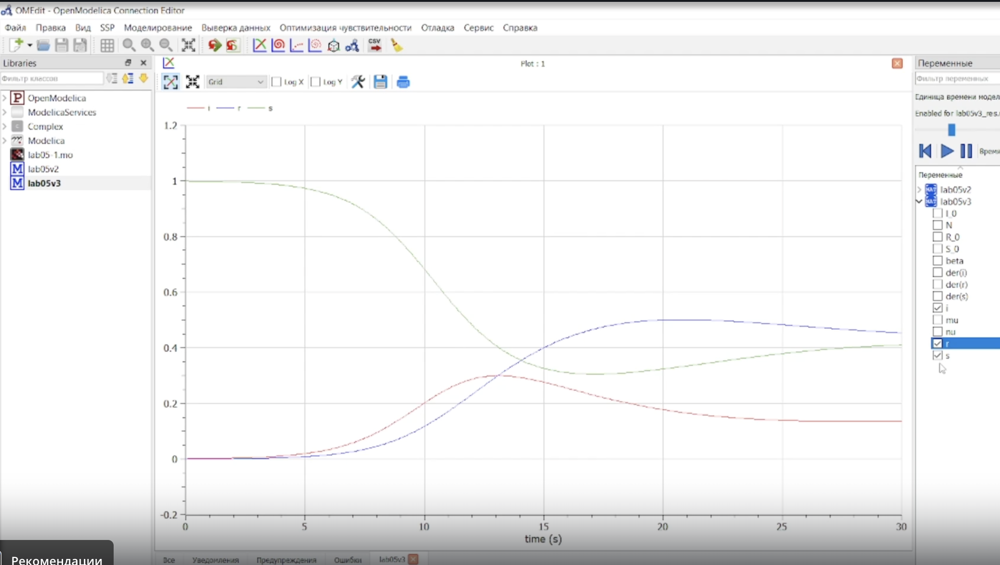 OMEdit - OpenModelica Connection Editor
Файл Правка Вид SSP Моделирование Выверка данных Оптимизация чувствительности Отладка Сервис Справка
CSV
Libraries
Plot : 1
Переменные
Фильтр классов
Grid
Log X
Log Y
Фильтр переменных
P OpenModelica
ModelicaServices
C Complex
Modelica
lab05-1.mo
M lab05v2
M lab05v3
Единица времени модел
Enabled for lab05v3_res.
Време
i r s
1.2
1
0.8
0.6
0.4
0.2
0
-0.2
0 5 10 15 20 25 30
time (s)
Переменные
MAT lab05v2
MAT lab05v3
I_0
N
R_0
S_0
beta
der(i)
der(r)
der(s)
i
mu
nu
r
s
Рекомендации
Все Уведомления Предупреждения Ошибки lab05v3